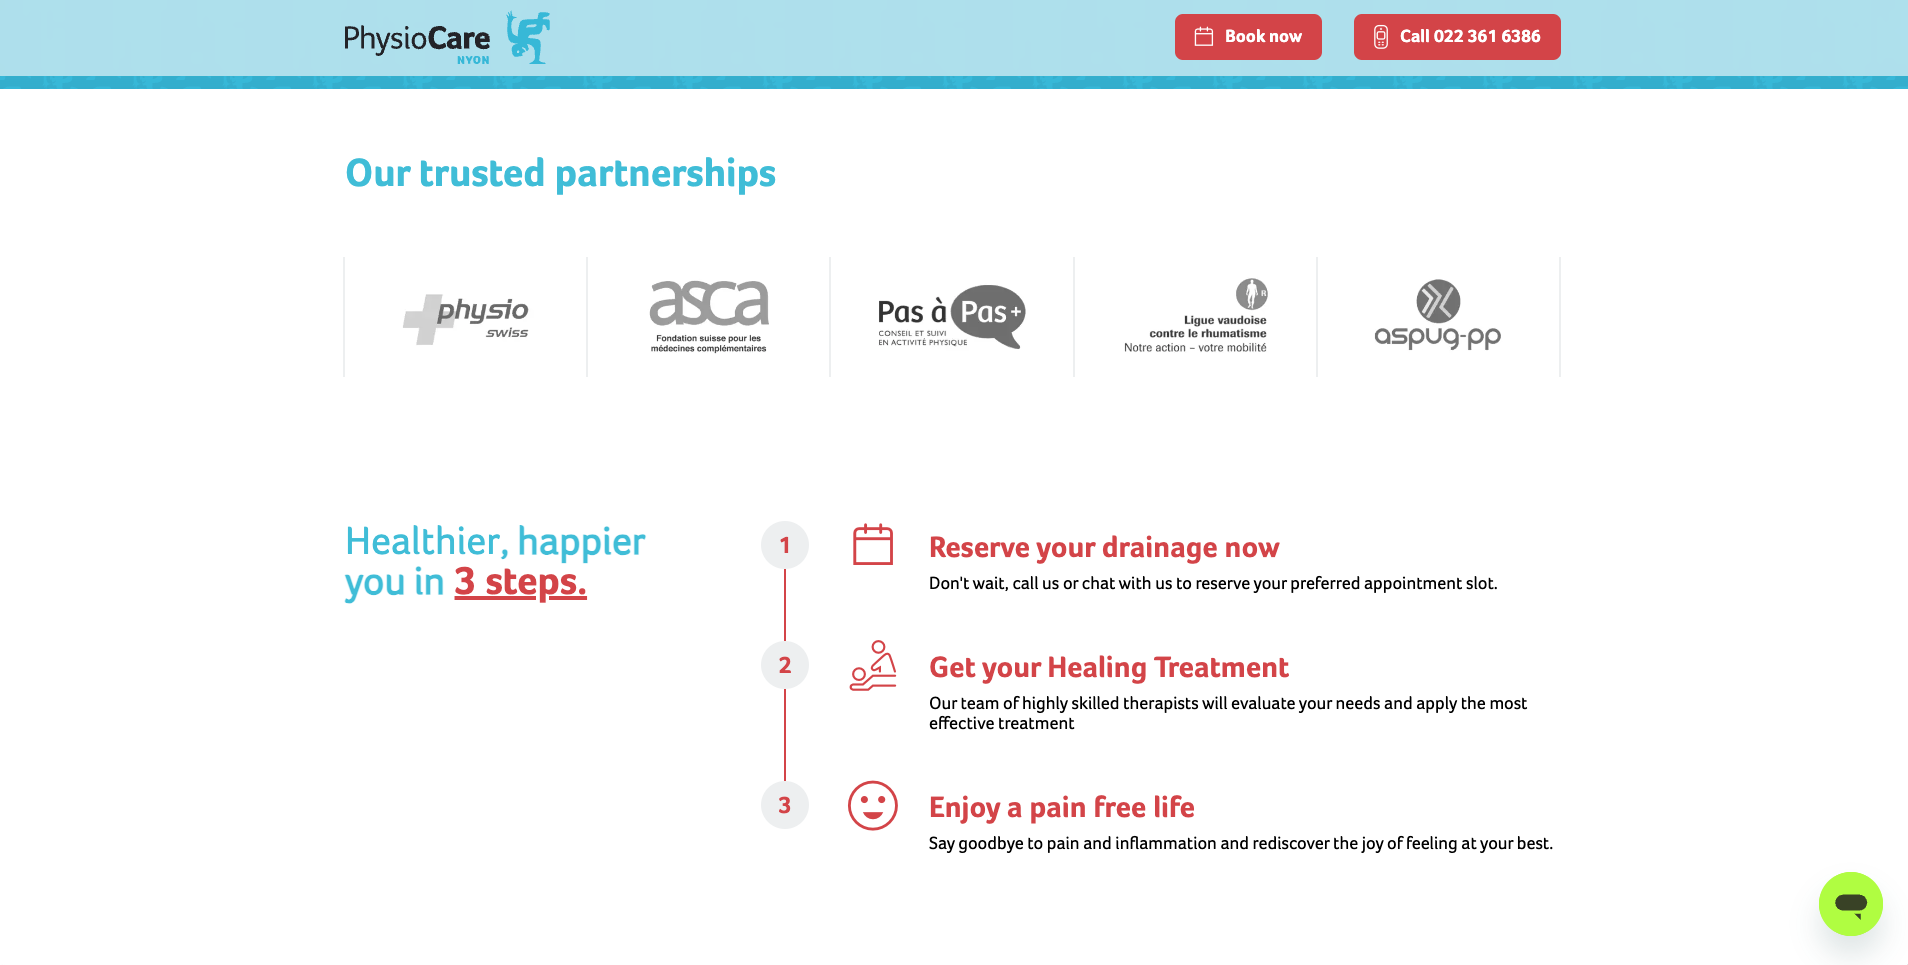 PhysioCare
NYON
Book now
Call 022 361 6386
Our trusted partnerships
physio
swiss
asca
Fondation suisse pour les
médecines complémentaires
Pas à Pas +
CONSEIL ET SUIVI
EN ACTIVITÉ PHYSIQUE
R
Ligue vaudoise
contre le rhumatisme
Notre action – votre mobilité
aspug-pp
Healthier, happier
you in 3 steps.
1
Reserve your drainage now
Don't wait, call us or chat with us to reserve your preferred appointment slot.
2
Get your Healing Treatment
Our team of highly skilled therapists will evaluate your needs and apply the most
effective treatment
3
Enjoy a pain free life
Say goodbye to pain and inflammation and rediscover the joy of feeling at your best.